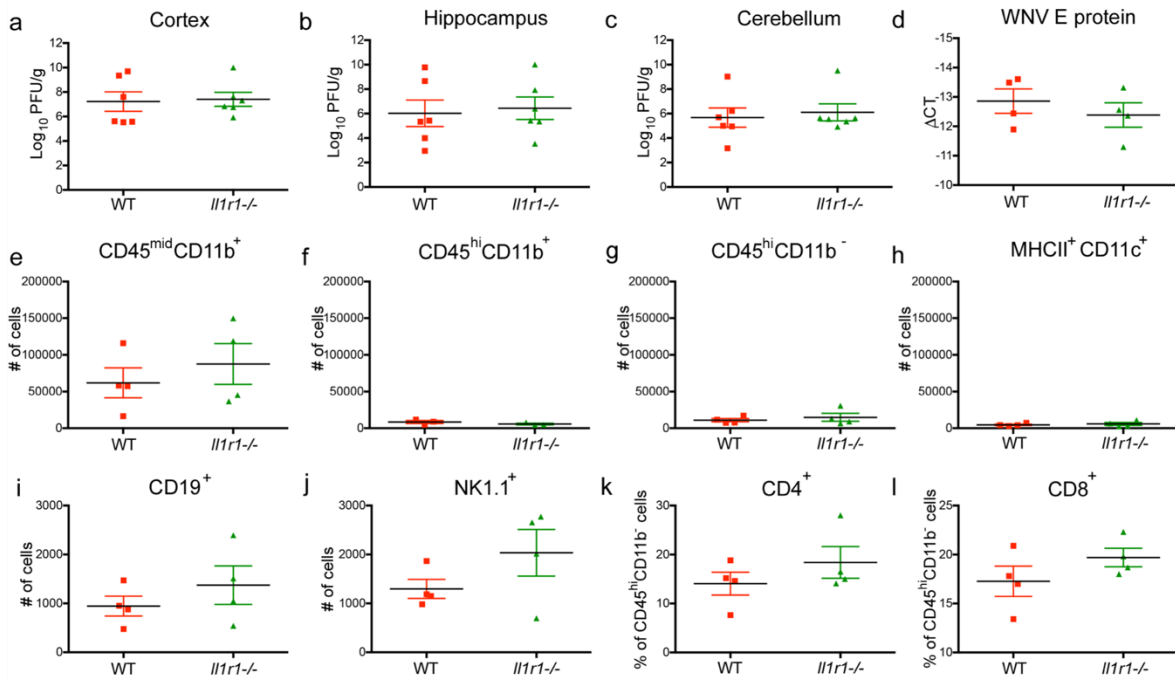 a Cortex
Log10 PFU/g
12
10
8
6
4
2
0
WT Il1r1-/-
b Hippocampus
Log10 PFU/g
12
10
8
6
4
2
0
WT Il1r1-/-
c Cerebellum
Log10 PFU/g
12
10
8
6
4
2
0
WT Il1r1-/-
d WNV E protein
ΔCT
-15
-14
-13
-12
-11
-10
WT Il1r1-/-
e CD45mid CD11b+
# of cells
200000
150000
100000
50000
0
WT Il1r1-/-
f CD45hi CD11b+
# of cells
200000
150000
100000
50000
0
WT Il1r1-/-
g CD45hi CD11b-
# of cells
200000
150000
100000
50000
0
WT Il1r1-/-
h MHCII+ CD11c+
# of cells
200000
150000
100000
50000
0
WT Il1r1-/-
i CD19+
# of cells
3000
2000
1000
0
WT Il1r1-/-
j NK1.1+
# of cells
3000
2000
1000
0
WT Il1r1-/-
k CD4+
% of CD45hiCD11b- cells
30
20
10
0
WT Il1r1-/-
l CD8+
% of CD45hiCD11b- cells
25
20
15
10
WT Il1r1-/-